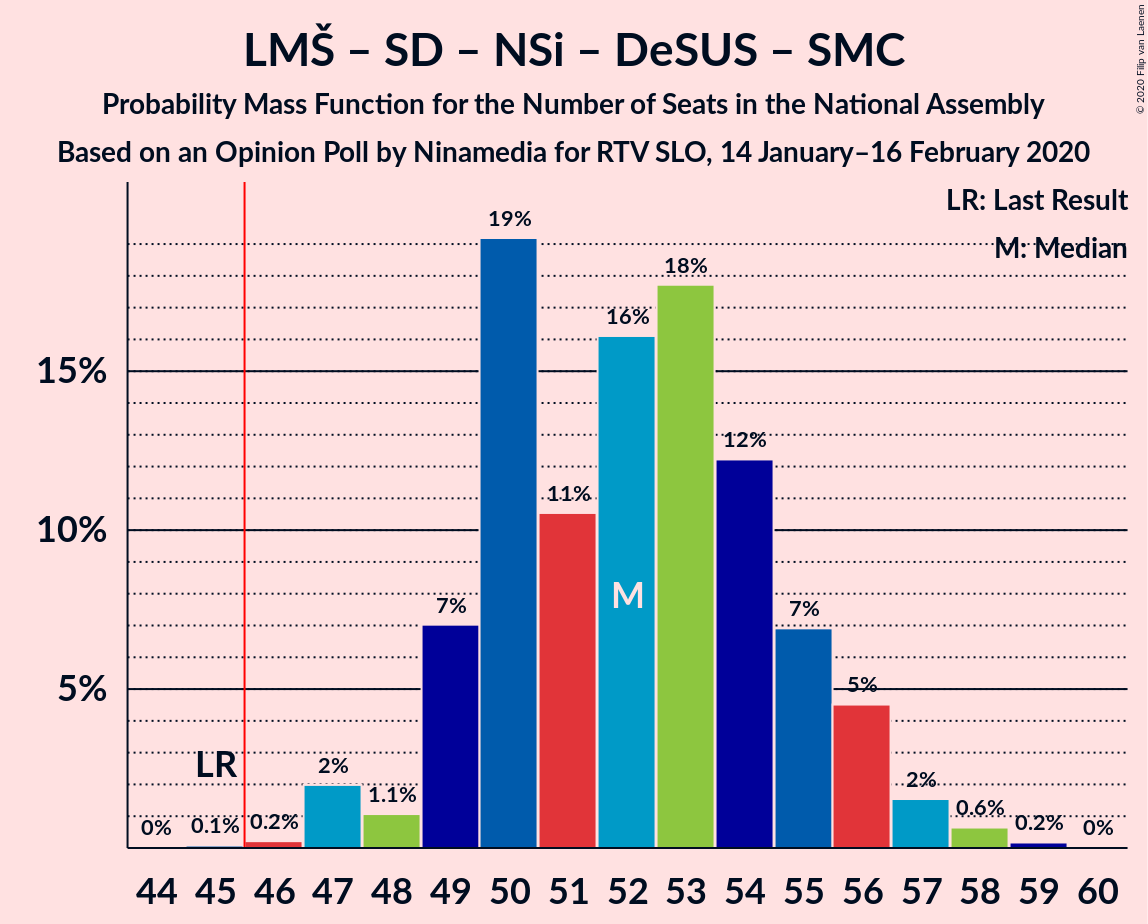 LMŠ – SD – NSi – DeSUS – SMC
Probability Mass Function for the Number of Seats in the National Assembly
Based on an Opinion Poll by Ninamedia for RTV SLO, 14 January–16 February 2020
© 2020 Filip van Laenen
LR: Last Result
M: Median
15%
10%
5%
LR
M
0%
0.1%
0.2%
2%
1.1%
7%
19%
11%
16%
18%
12%
7%
5%
2%
0.6%
0.2%
0%
44 45 46 47 48 49 50 51 52 53 54 55 56 57 58 59 60